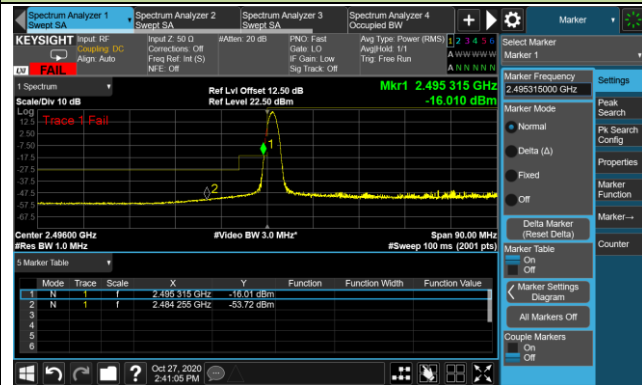 Spectrum Analyzer 1
Swept SA
Spectrum Analyzer 2
Swept SA
Spectrum Analyzer 3
Swept SA
Spectrum Analyzer 4
Occupied BW
+
Marker
KEYSIGHT
Input: RF
Coupling: DC
Align: Auto
Input Z: 50 Ω
Corrections: Off
Freq Ref: Int (S)
NFE: Off
#Atten: 20 dB
PNO: Fast
Gate: LO
IF Gain: Low
Sig Track: Off
Avg Type: Power (RMS)
Avg|Hold: 1/1
Trig: Free Run
1 2 3 4 5 6
A W W W W W
A N N N N N
LXI
FAIL
Select Marker
Marker 1
1 Spectrum
Scale/Div 10 dB
Ref Lvl Offset 12.50 dB
Ref Level 22.50 dBm
Mkr1 2.495 315 GHz
-16.010 dBm
Log
Trace 1 Fail
12.5
2.50
-7.50
-17.5
-27.5
-37.5
-47.5
-57.5
-67.5
1
2
Center 2.49600 GHz
#Res BW 1.0 MHz
#Video BW 3.0 MHz*
Span 90.00 MHz
#Sweep 100 ms (2001 pts)
5 Marker Table
Mode Trace Scale X Y Function Function Width Function Value
1 N 1 f 2.495 315 GHz -16.01 dBm
2 N 1 f 2.484 255 GHz -53.72 dBm
3
4
5
6
Marker Frequency
2.495315000 GHz
Marker Mode
Normal
Delta (Δ)
Fixed
Off
Delta Marker
(Reset Delta)
Marker Table
On
Off
Marker Settings
Diagram
All Markers Off
Couple Markers
On
Off
Settings
Peak
Search
Pk Search
Config
Properties
Marker
Function
Marker→
Counter
?
Oct 27, 2020
2:41:05 PM